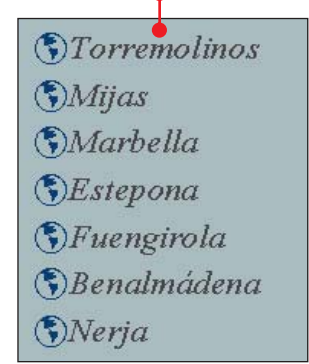 Torremolinos
Mijas
Marbella
Estepona
Fuengirola
Benalmádena
Nerja